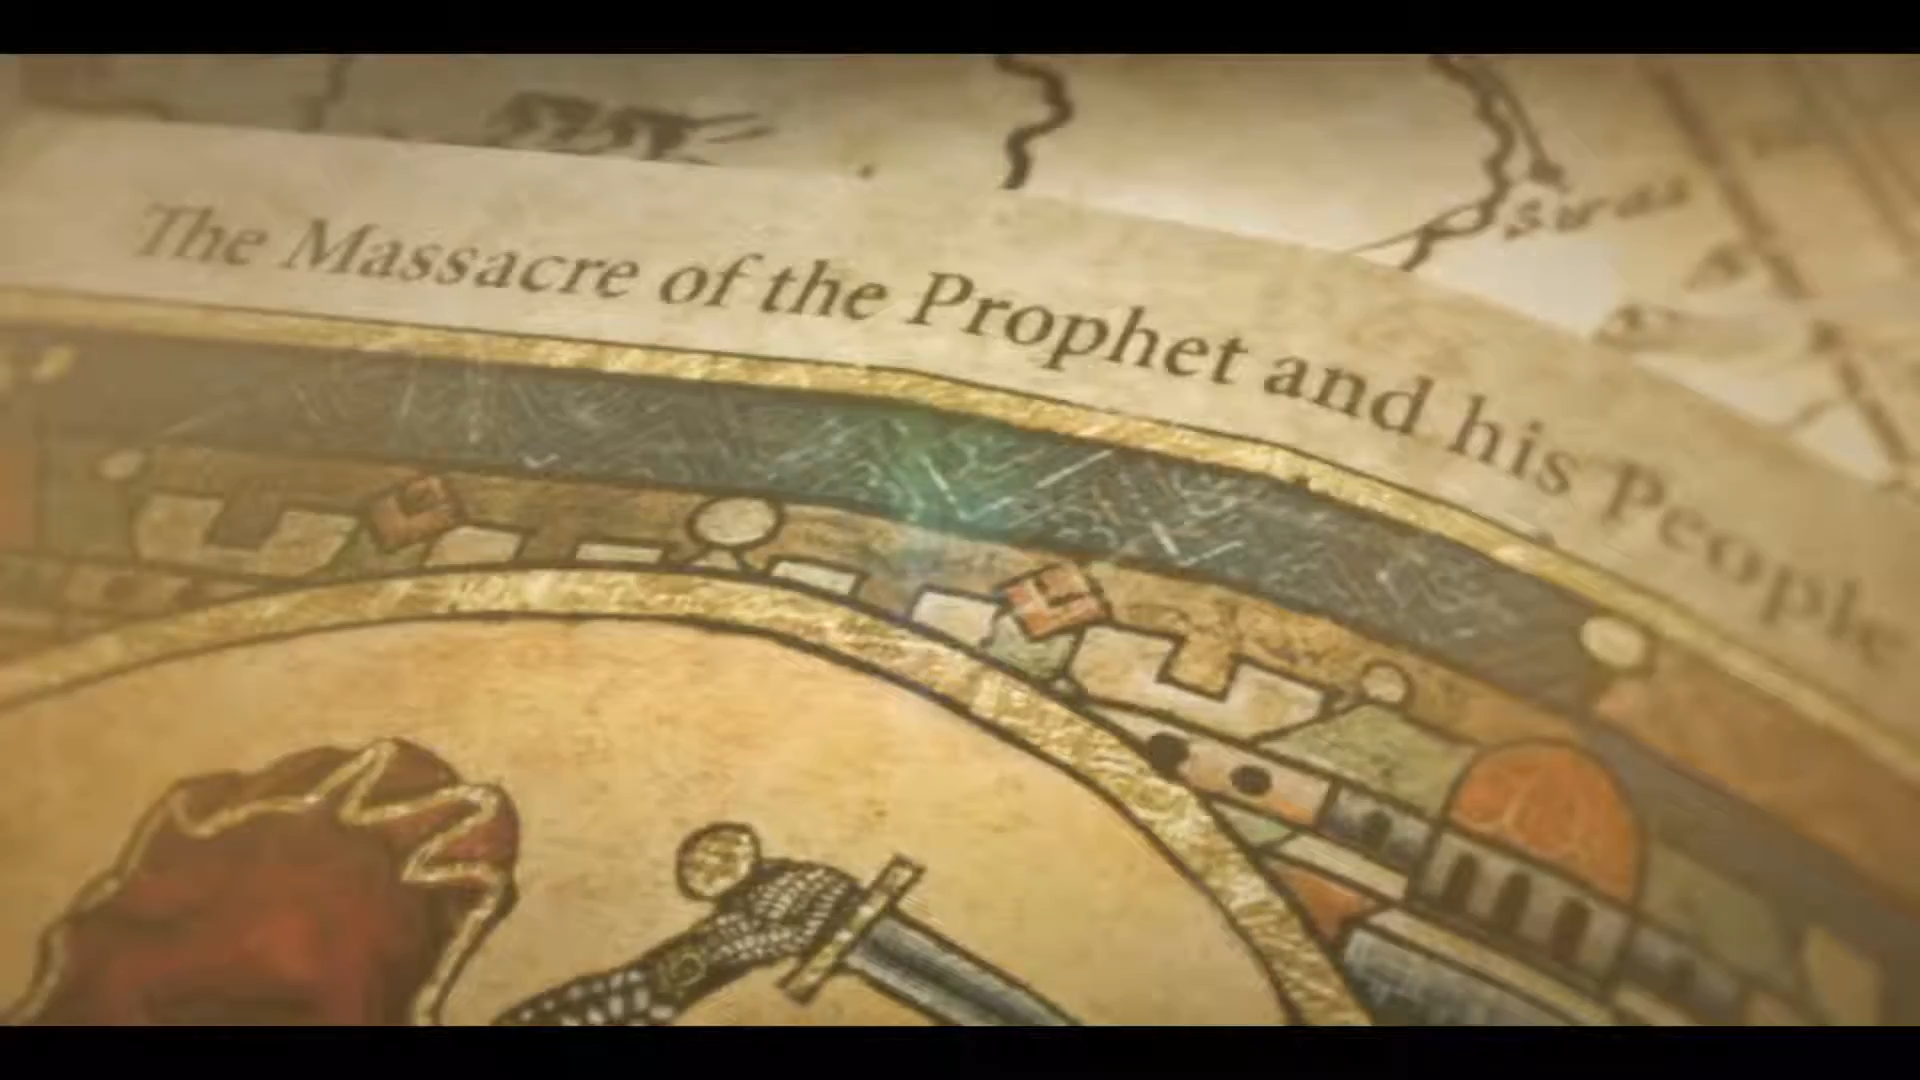 The Massacre of the Prophet and his People